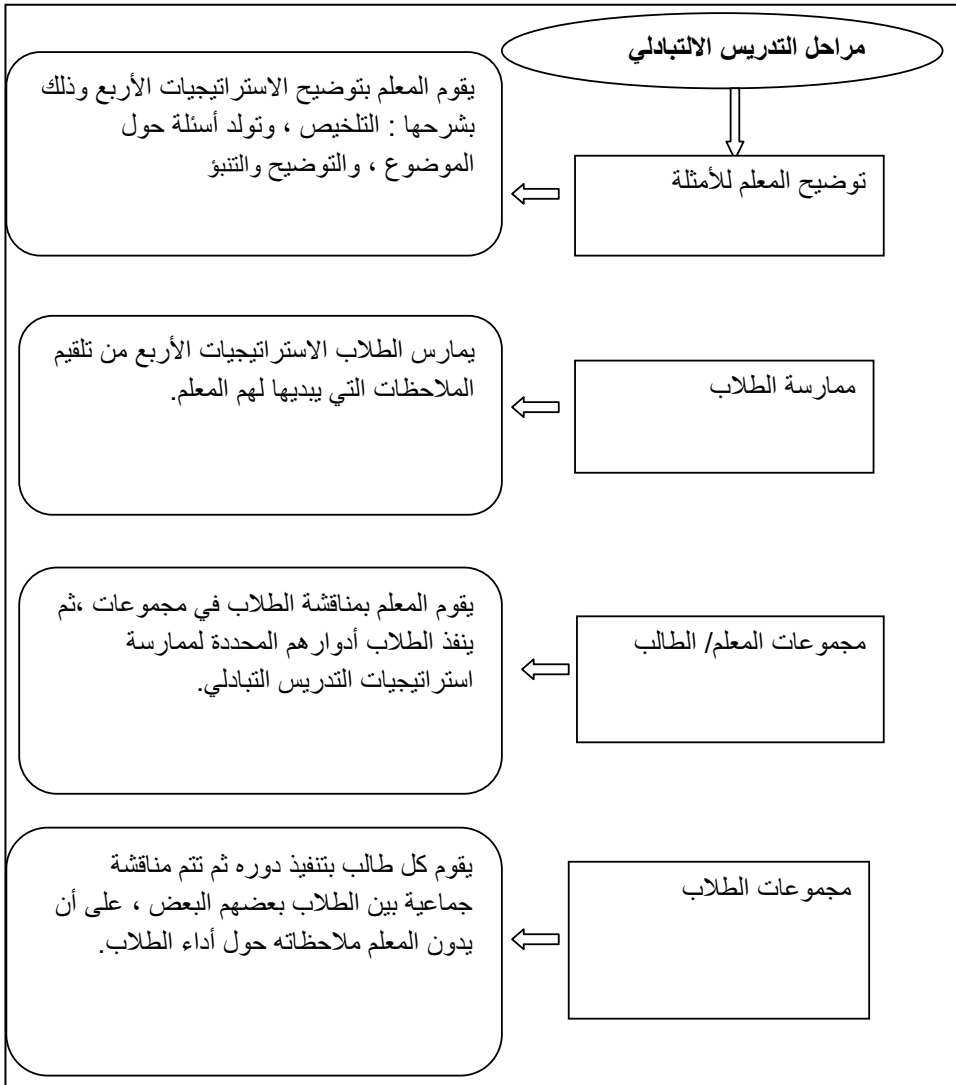 مراحل التدريس الالتبادلي
توضيح المعلم للأمثلة
يقوم المعلم بتوضيح الاستراتيجيات الأربع وذلك
بشرحها : التلخيص ، وتولد أسئلة حول
الموضوع ، والتوضيح والتنبؤ
ممارسة الطلاب
يمارس الطلاب الاستراتيجيات الأربع من تلقيم
الملاحظات التي يبديها لهم المعلم.
مجموعات المعلم/ الطالب
يقوم المعلم بمناقشة الطلاب في مجموعات ،ثم
ينفذ الطلاب أدوارهم المحددة لممارسة
استراتيجيات التدريس التبادلي.
مجموعات الطلاب
يقوم كل طالب بتنفيذ دوره ثم تتم مناقشة
جماعية بين الطلاب بعضهم البعض ، على أن
يدون المعلم ملاحظاته حول أداء الطلاب.